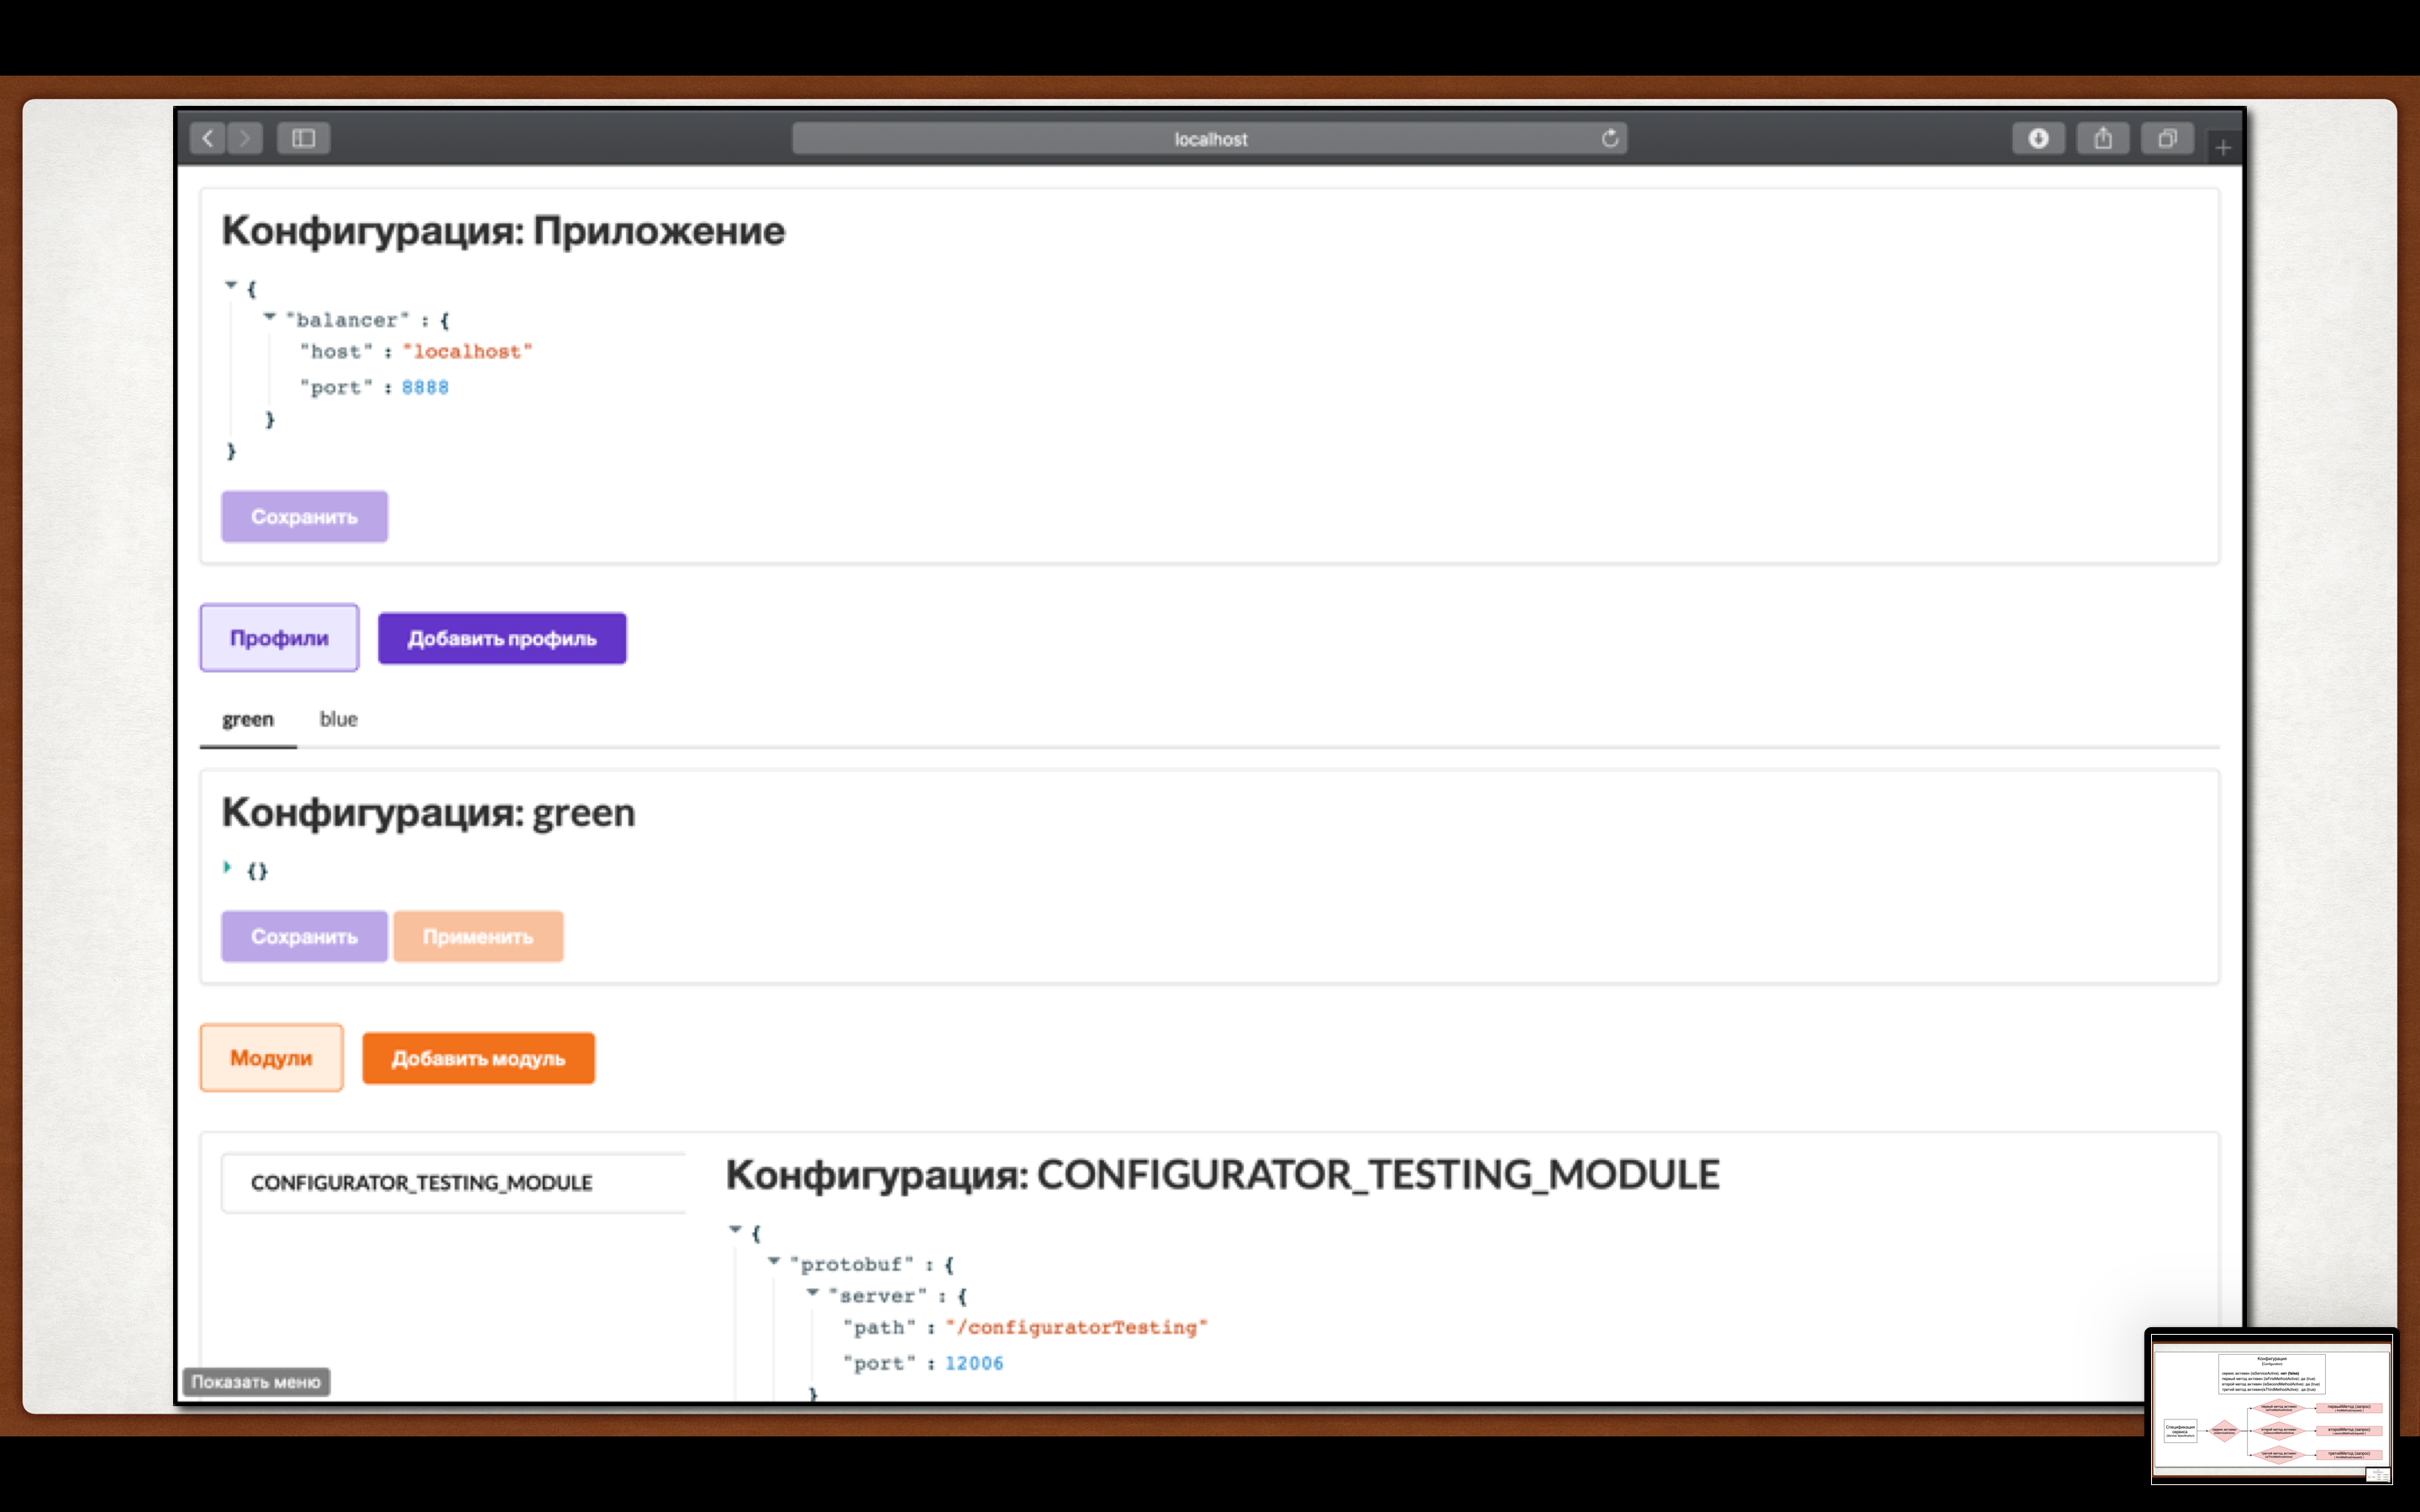 localhost
Конфигурация: Приложение
{
"balancer" : {
"host" : "localhost"
"port" : 8888
}
}
Сохранить
Профили
Добавить профиль
green
blue
Конфигурация: green
{}
Сохранить
Применить
Модули
Добавить модуль
CONFIGURATOR_TESTING_MODULE
Конфигурация: CONFIGURATOR_TESTING_MODULE
{
"protobuf" : {
"server" : {
"path" : "/configuratorTesting"
"port" : 12006
}
Показать меню
Конфигурация